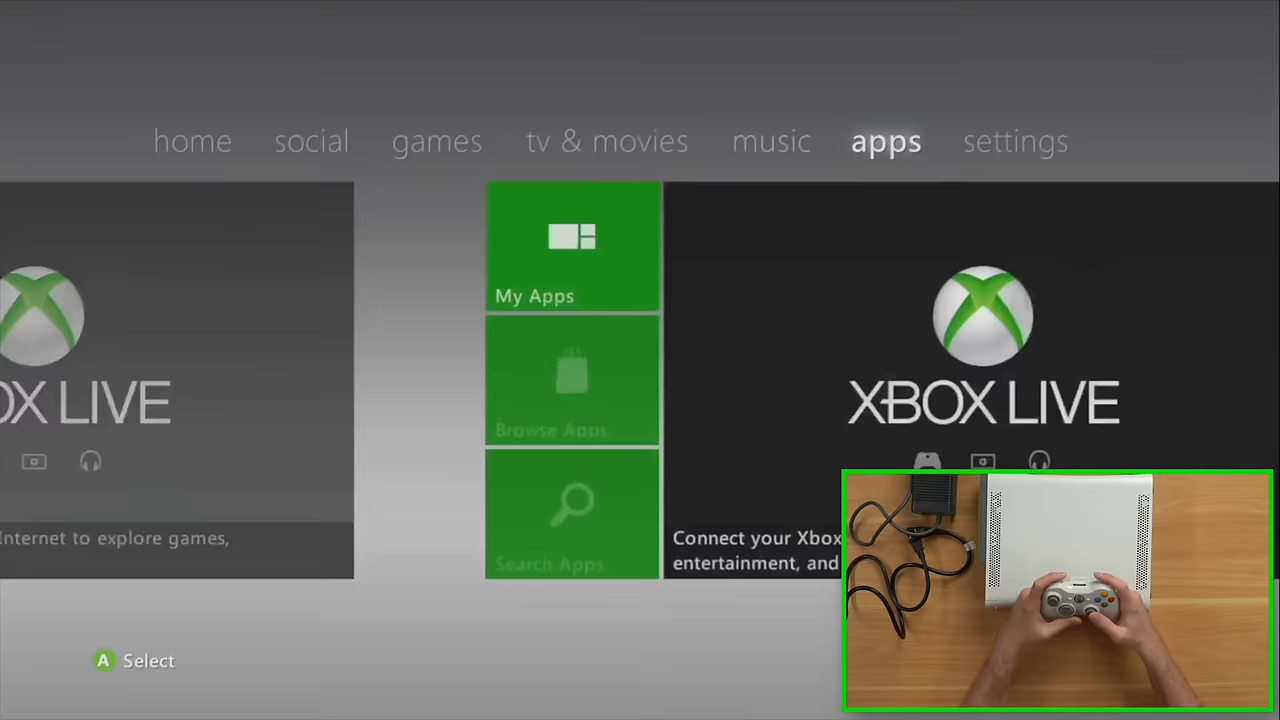 home social games tv & movies music apps settings
My Apps
Browse Apps
Search Apps
OX LIVE
XBOX LIVE
Internet to explore games,
Connect your Xbox
entertainment, and
A Select